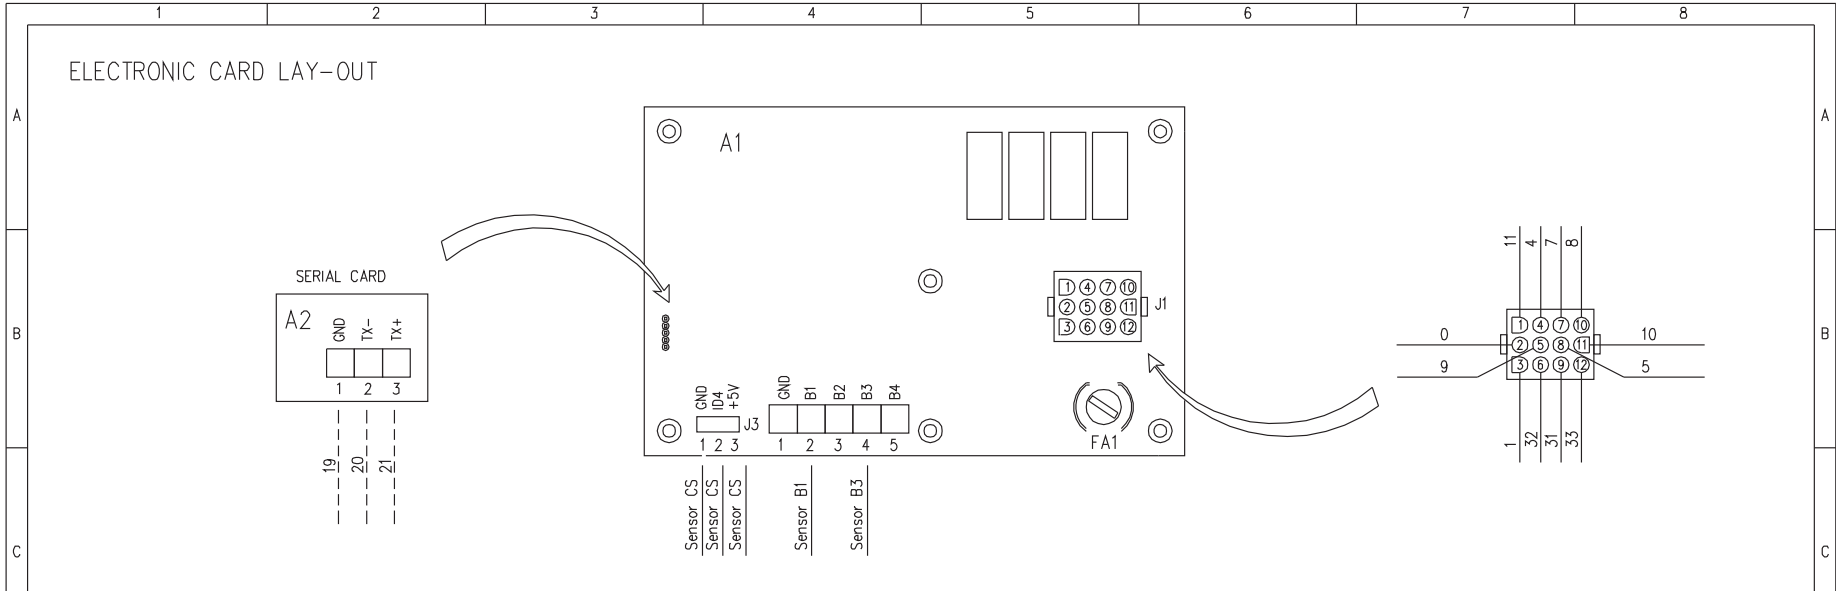 1 2 3 4 5 6 7 8
ELECTRONIC CARD LAY-OUT
A A
A1
11 4 7 8
SERIAL CARD
A2
GND TX- TX+
1 2 3
1 4 7 10
2 5 8 11
3 6 9 12
J1
B B
1 4 7 10
2 5 8 11
3 6 9 12
0 10
9 5
GND ID4 +5V
J3
1 2 3
GND B1 B2 B3 B4
1 2 3 4 5
FA1
1 32 31 33
19 20 21
Sensor CS
Sensor CS
Sensor CS
Sensor B1
Sensor B3
C C